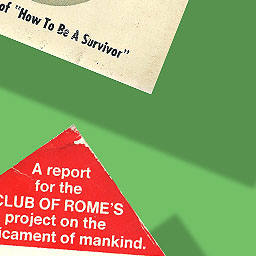 of "How To Be A Survivor"
A report
for the
CLUB OF ROME'S
project on the
icament of mankind.